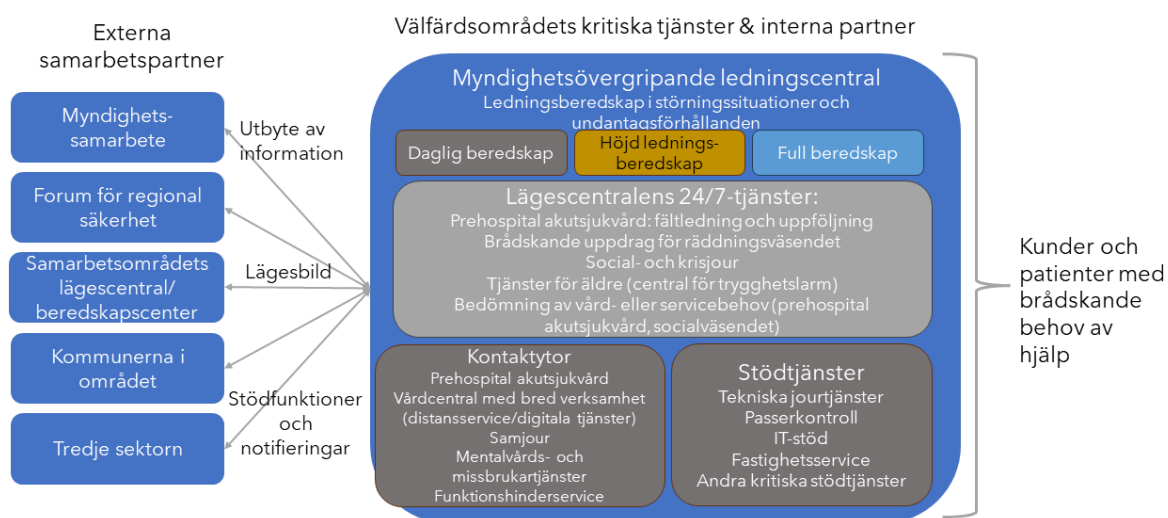 Externa
samarbetspartner
Myndighets-
samarbete
Forum för regional
säkerhet
Samarbetsområdets
lägescentral/
beredskapscenter
Kommunerna i
området
Tredje sektorn
Utbyte av
information
Lägesbild
Stödfunktioner
och
notifieringar
Välfärdsområdets kritiska tjänster & interna partner
Myndighetsövergripande ledningscentral
Ledningsberedskap i störningssituationer och
undantagsförhållanden
Daglig beredskap
Höjd lednings-
beredskap
Full beredskap
Lägescentralens 24/7-tjänster:
Prehospital akutsjukvård: fältledning och uppföljning
Brådskande uppdrag för räddningsväsendet
Social- och krisjour
Tjänster för äldre (central för trygghetslarm)
Bedömning av vård- eller servicebehov (prehospital
akutsjukvård, socialväsendet)
Kontaktytor
Prehospital akutsjukvård
Vårdcentral med bred verksamhet
(distansservice/digitala tjänster)
Samjour
Mentalvårds- och
missbrukartjänster
Funktionshinderservice
Stödtjänster
Tekniska jourtjänster
Passerkontroll
IT-stöd
Fastighetsservice
Andra kritiska stödtjänster
Kunder och
patienter med
brådskande
behov av
hjälp